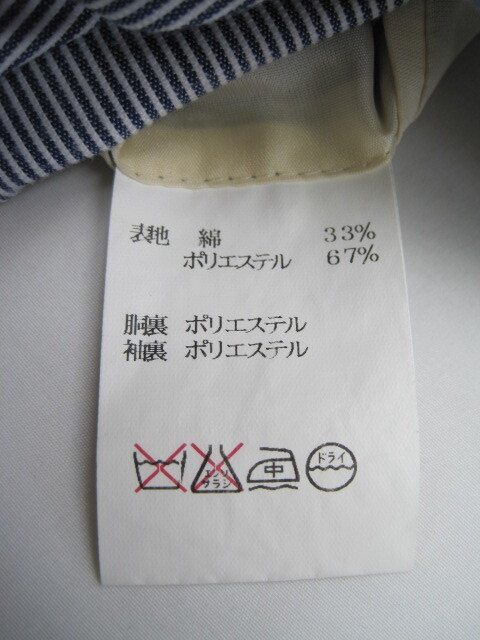 表地 綿 33%
ポリエステル 67%
胴裏 ポリエステル
袖裏 ポリエステル
エンソ
サラシ
中
ドライ